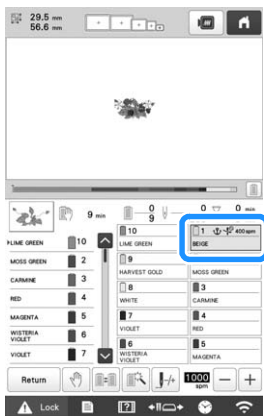 29.5 mm
56.6 mm
9 min
0
9
0
0 min
LIME GREEN 10
MOSS GREEN 2
CARMINE 3
RED 4
MAGENTA 5
WISTERIA VIOLET 6
VIOLET 7
10
LIME GREEN
9
HARVEST GOLD
8
WHITE
7
VIOLET
6
WISTERIA
VIOLET
1 400 spm
BEIGE
MOSS GREEN
3
CARMINE
4
RED
5
MAGENTA
Return
1000
spm
- +
Lock